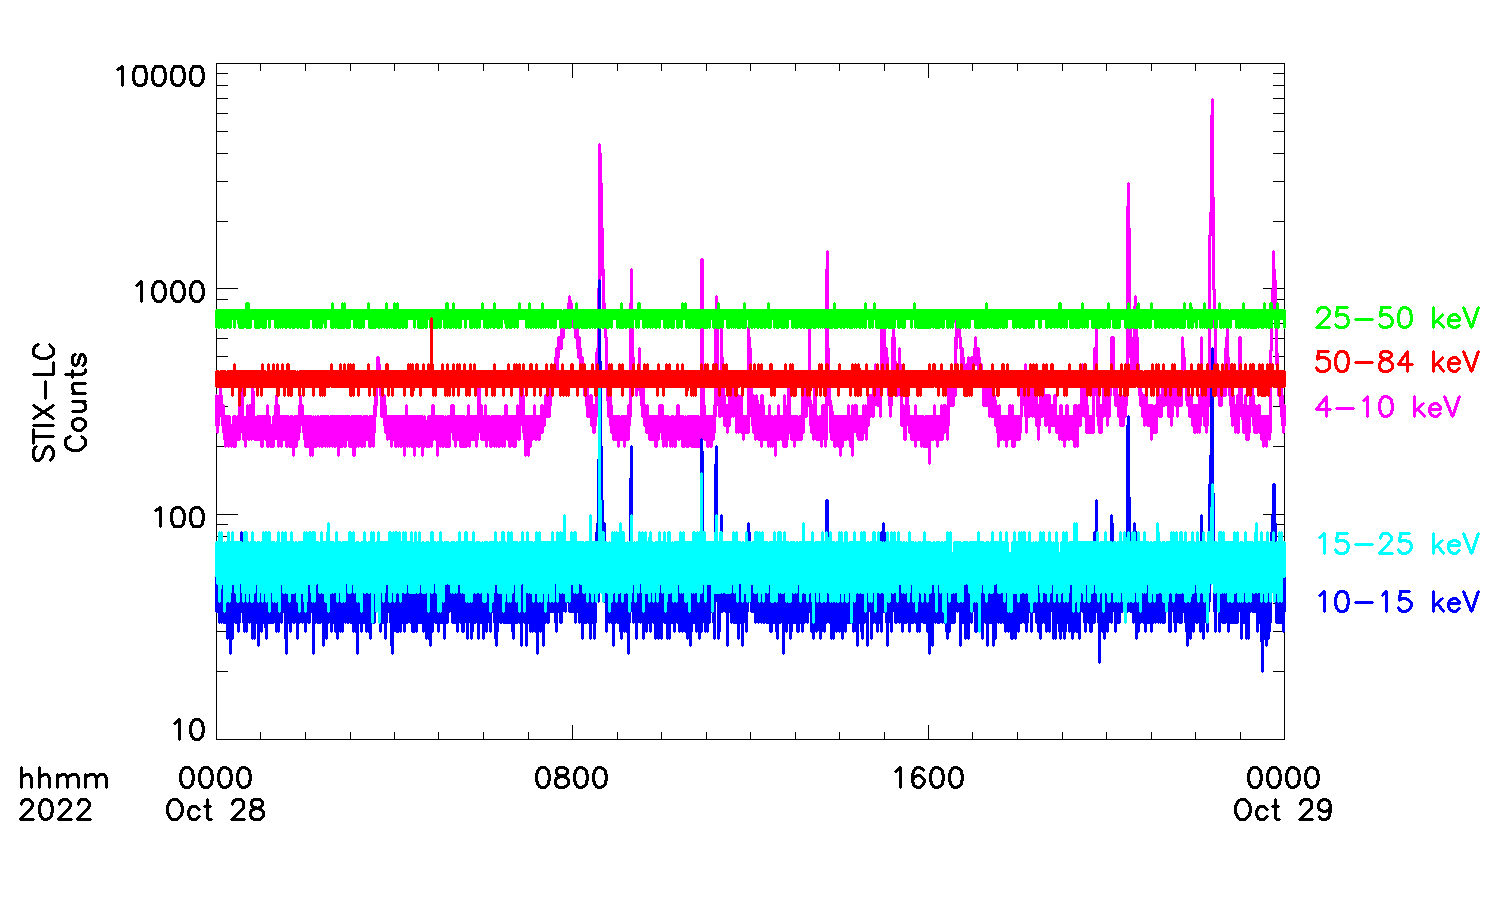 10000
1000
100
10
STIX-LC
Counts
25-50 keV
50-84 keV
4-10 keV
15-25 keV
10-15 keV
hhmm 0000 0800 1600 0000
2022 Oct 28 Oct 29